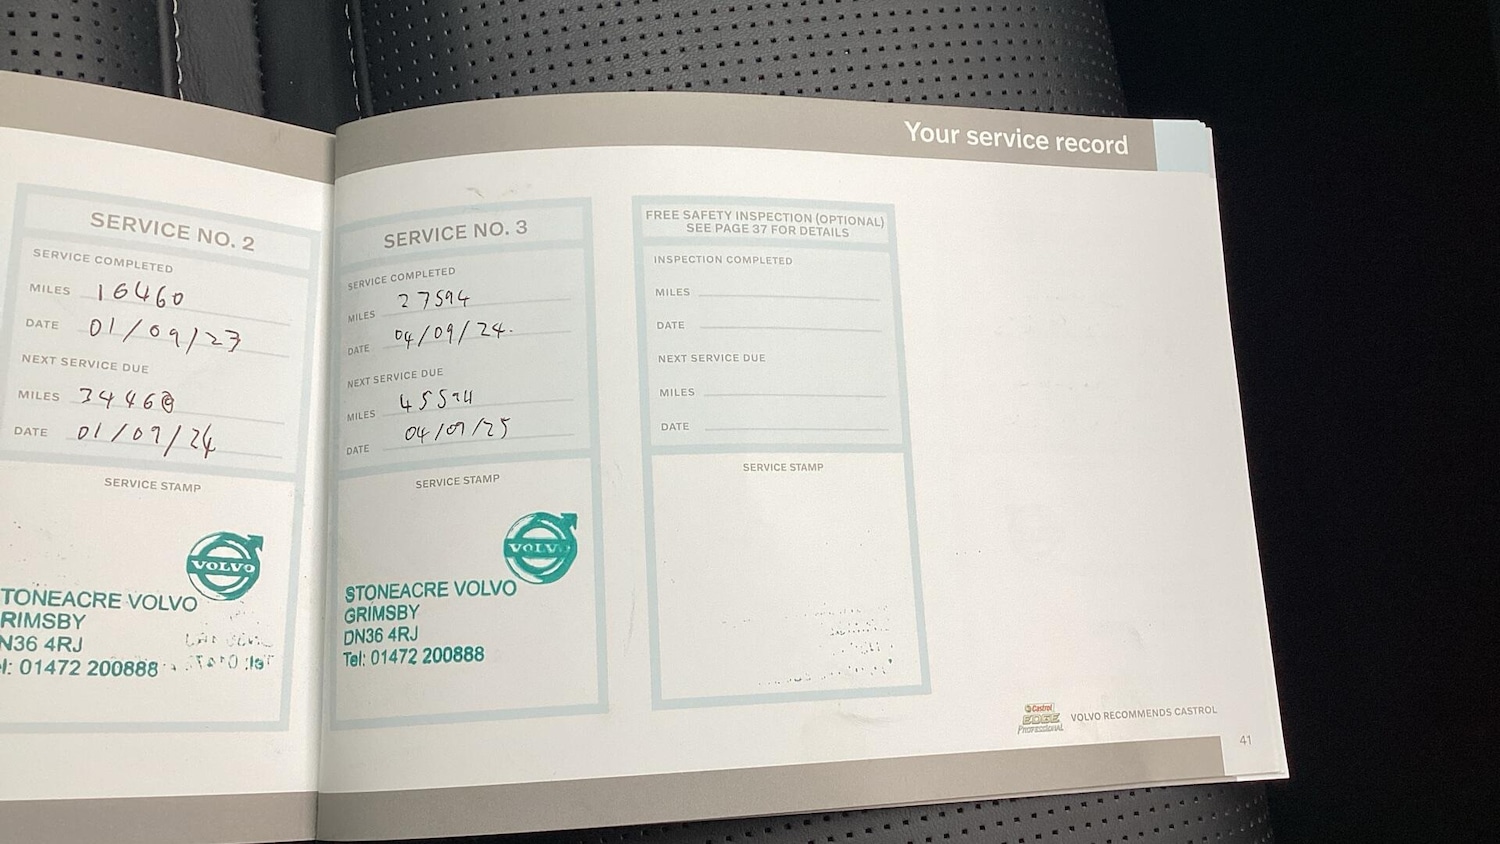 Your service record
SERVICE NO. 2
SERVICE COMPLETED
MILES 16460
DATE 01/09/23
NEXT SERVICE DUE
MILES 34460
DATE 01/09/24
SERVICE STAMP
VOLVO
TONEACRE VOLVO
RIMSBY
N36 4RJ
l: 01472 200888
SERVICE NO. 3
SERVICE COMPLETED
MILES 27594
DATE 04/09/24.
NEXT SERVICE DUE
MILES 45594
DATE 04/09/25
SERVICE STAMP
VOLVO
STONEACRE VOLVO
GRIMSBY
DN36 4RJ
Tel: 01472 200888
FREE SAFETY INSPECTION (OPTIONAL)
SEE PAGE 37 FOR DETAILS
INSPECTION COMPLETED
MILES
DATE
NEXT SERVICE DUE
MILES
DATE
SERVICE STAMP
Castrol
EDGE
PROFESSIONAL
VOLVO RECOMMENDS CASTROL
41